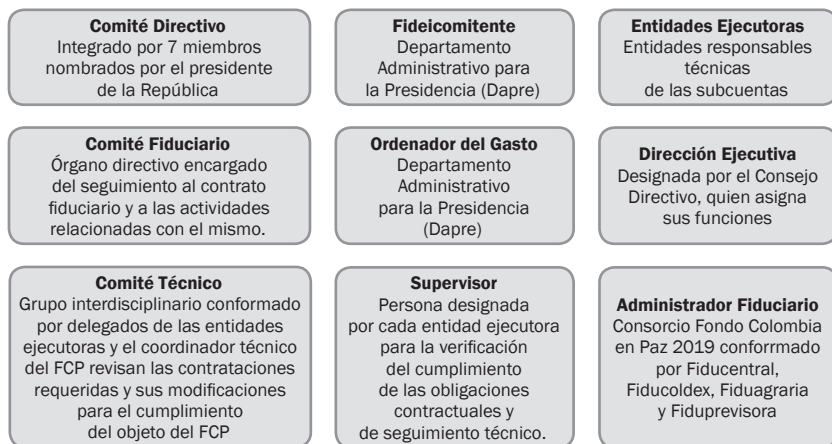 Comité Directivo
Integrado por 7 miembros
nombrados por el presidente
de la República
Fideicomitente
Departamento
Administrativo para
la Presidencia (Dapre)
Entidades Ejecutoras
Entidades responsables
técnicas
de las subcuentas
Comité Fiduciario
Órgano directivo encargado
del seguimiento al contrato
fiduciario y a las actividades
relacionadas con el mismo.
Ordenador del Gasto
Departamento
Administrativo
para la Presidencia
(Dapre)
Dirección Ejecutiva
Designada por el Consejo
Directivo, quien asigna
sus funciones
Comité Técnico
Grupo interdisciplinario conformado
por delegados de las entidades
ejecutoras y el coordinador técnico
del FCP revisan las contrataciones
requeridas y sus modificaciones
para el cumplimiento
del objeto del FCP
Supervisor
Persona designada
por cada entidad ejecutora
para la verificación
del cumplimiento
de las obligaciones
contractuales y
de seguimiento técnico.
Administrador Fiduciario
Consorcio Fondo Colombia
en Paz 2019 conforrmado
por Fiducentral,
Fiducoldex, Fiduagraria
y Fiduprevisora